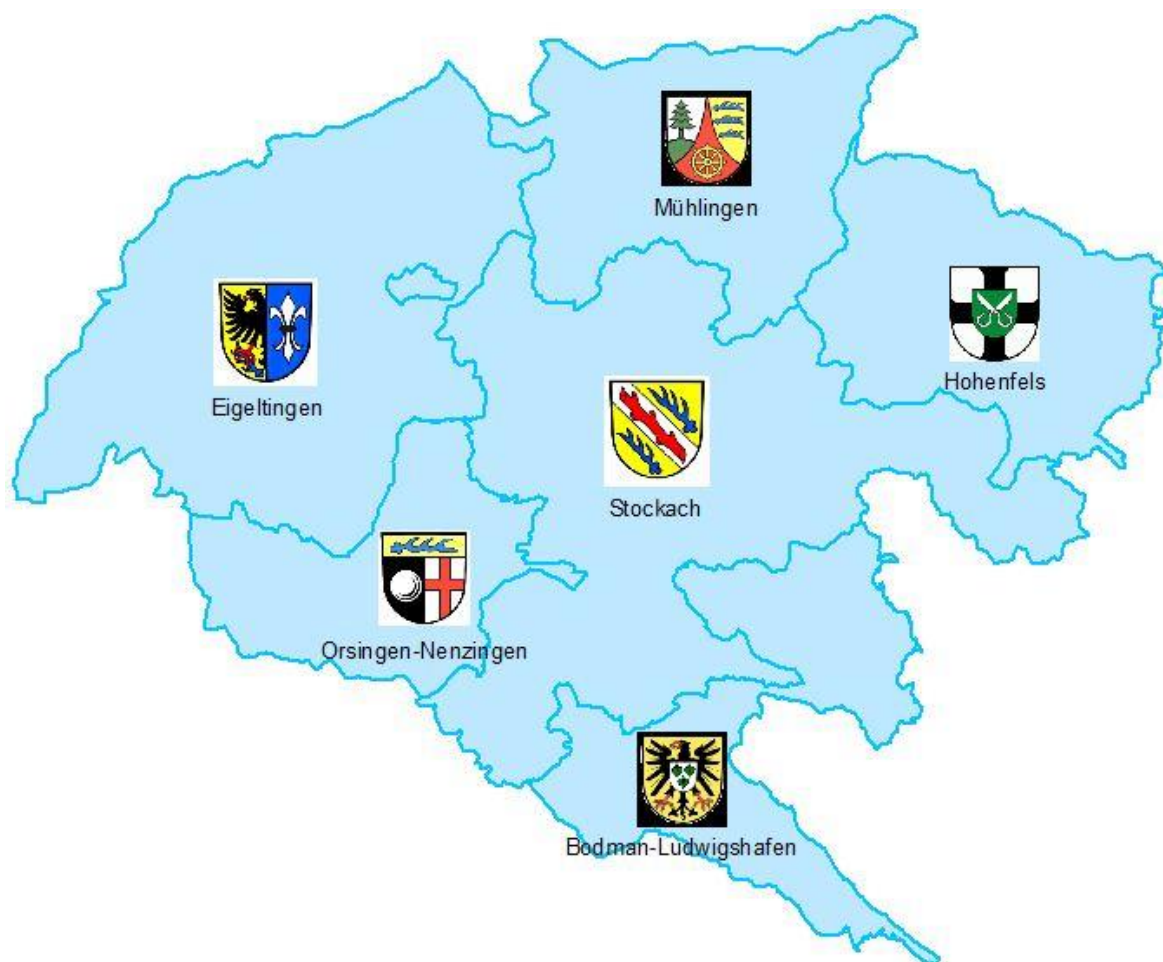 Mühlingen
Hohenfels
Eigeltingen
Stockach
Orsingen-Nenzingen
Bodman-Ludwigshafen